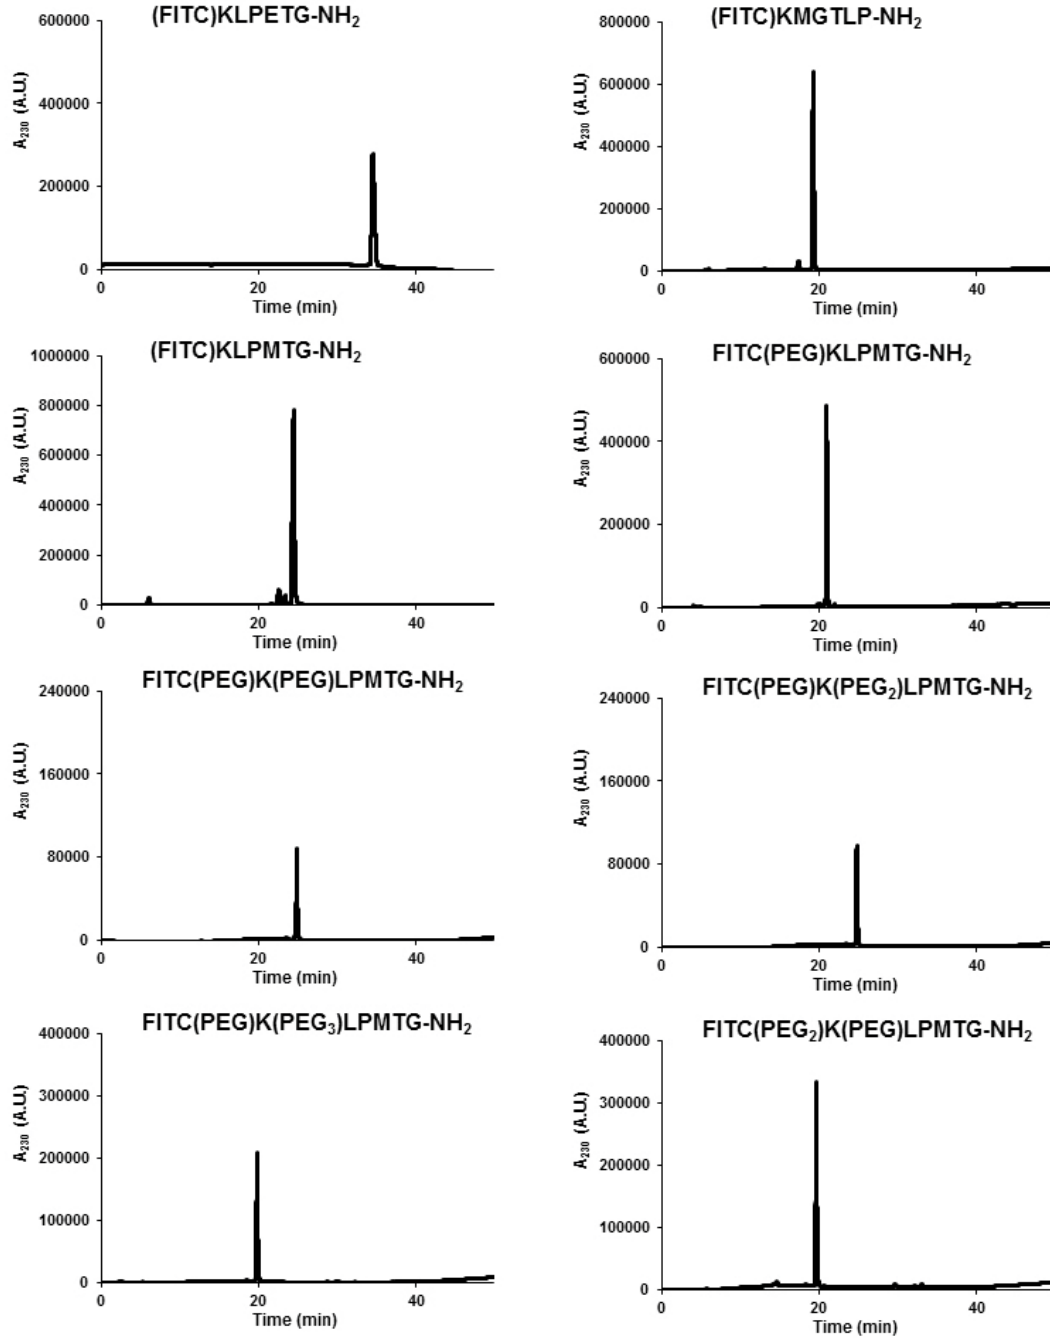 (FITC)KLPETG-NH₂
600000
400000
200000
0
A₂₃₀ (A.U.)
0 20 40
Time (min)
(FITC)KMGTLP-NH₂
800000
600000
400000
200000
0
A₂₃₀ (A.U.)
0 20 40
Time (min)
(FITC)KLPMTG-NH₂
1000000
800000
600000
400000
200000
0
A₂₃₀ (A.U.)
0 20 40
Time (min)
FITC(PEG)KLPMTG-NH₂
600000
400000
200000
0
A₂₃₀ (A.U.)
0 20 40
Time (min)
FITC(PEG)K(PEG)LPMTG-NH₂
240000
160000
80000
0
A₂₃₀ (A.U.)
0 20 40
Time (min)
FITC(PEG)K(PEG₂)LPMTG-NH₂
240000
160000
80000
0
A₂₃₀ (A.U.)
0 20 40
Time (min)
FITC(PEG)K(PEG₃)LPMTG-NH₂
400000
300000
200000
100000
0
A₂₃₀ (A.U.)
0 20 40
Time (min)
FITC(PEG₂)K(PEG)LPMTG-NH₂
400000
300000
200000
100000
0
A₂₃₀ (A.U.)
0 20 40
Time (min)